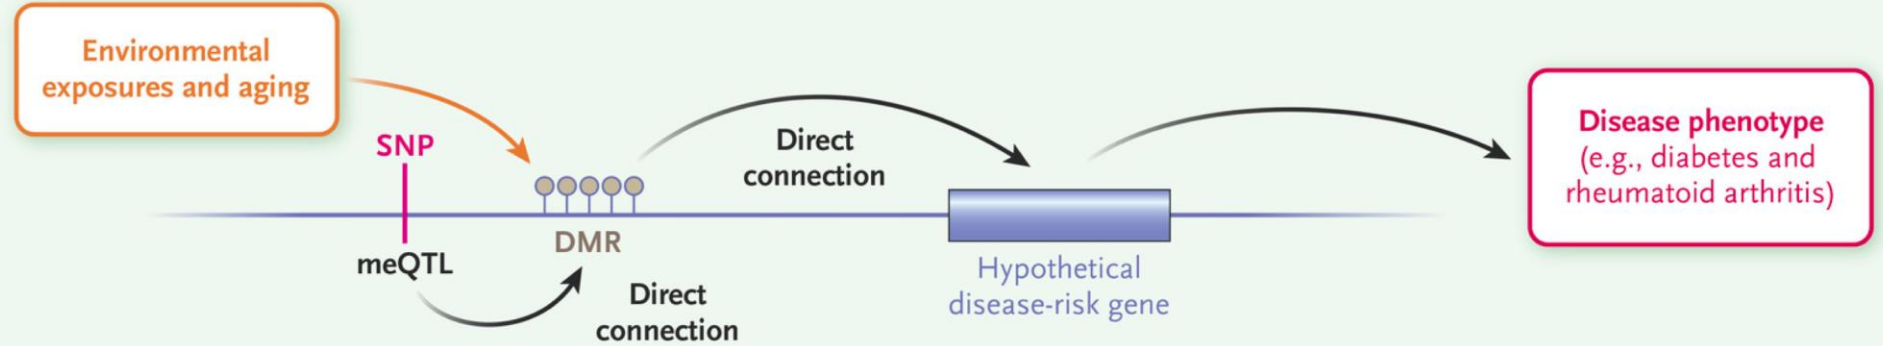 Environmental
exposures and aging
SNP
meQTL
DMR
Direct
connection
Direct
connection
Hypothetical
disease-risk gene
Disease phenotype
(e.g., diabetes and
rheumatoid arthritis)